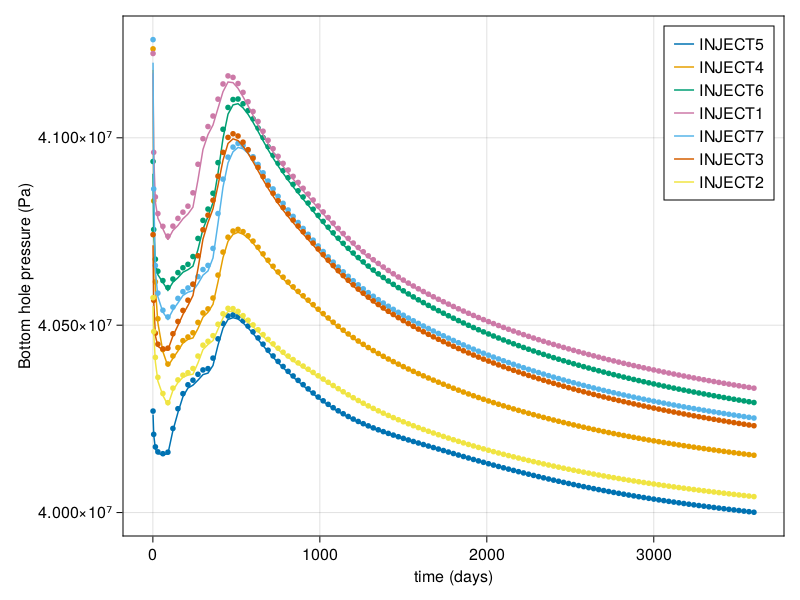 INJECT5
INJECT4
INJECT6
INJECT1
INJECT7
INJECT3
INJECT2
4.100×10⁷
4.050×10⁷
4.000×10⁷
Bottom hole pressure (Pa)
0 1000 2000 3000
time (days)